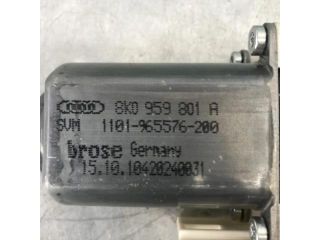 8K0 959 801 A
SVM 1101-965576-200
brose Germany
15.10.10420240031